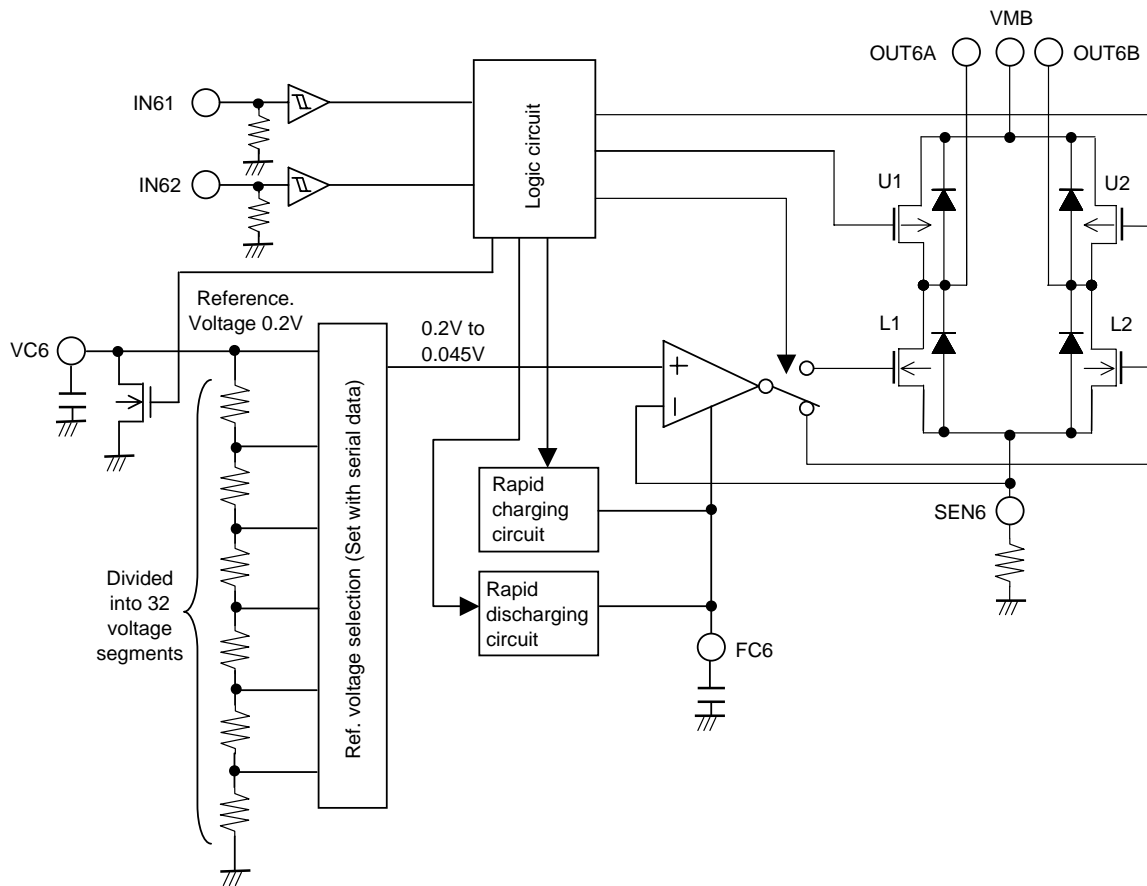 VMB
OUT6A
OUT6B
IN61
IN62
Logic circuit
U1
U2
Reference.
Voltage 0.2V
0.2V to
0.045V
L1
L2
VC6
+
−
Ref. voltage selection (Set with serial data)
Rapid
charging
circuit
SEN6
Divided
into 32
voltage
segments
Rapid
discharging
circuit
FC6